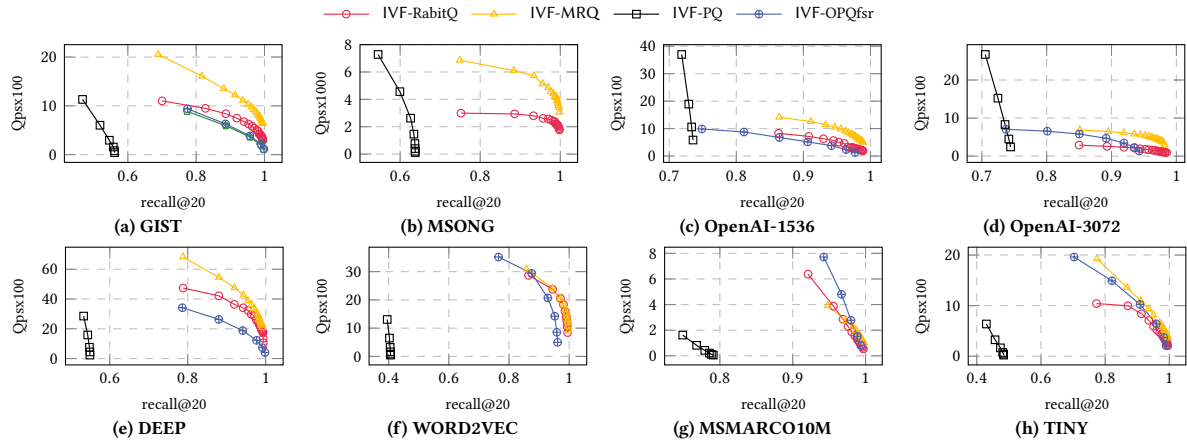 IVF-RabitQ IVF-MRQ IVF-PQ IVF-OPQfsr
20
10
0
Qpsx100
0.6 0.8 1
recall@20
(a) GIST
8
6
4
2
0
Qpsx1000
0.6 0.8 1
recall@20
(b) MSONG
40
30
20
10
0
Qpsx100
0.7 0.8 0.9 1
recall@20
(c) OpenAI-1536
20
10
0
Qpsx100
0.7 0.8 0.9 1
recall@20
(d) OpenAI-3072
60
40
20
0
Qpsx100
0.6 0.8 1
recall@20
(e) DEEP
30
20
10
0
Qpsx100
0.4 0.6 0.8 1
recall@20
(f) WORD2VEC
8
6
4
2
0
Qpsx100
0.8 0.9 1
recall@20
(g) MSMARCO10M
20
10
0
Qpsx100
0.4 0.6 0.8 1
recall@20
(h) TINY